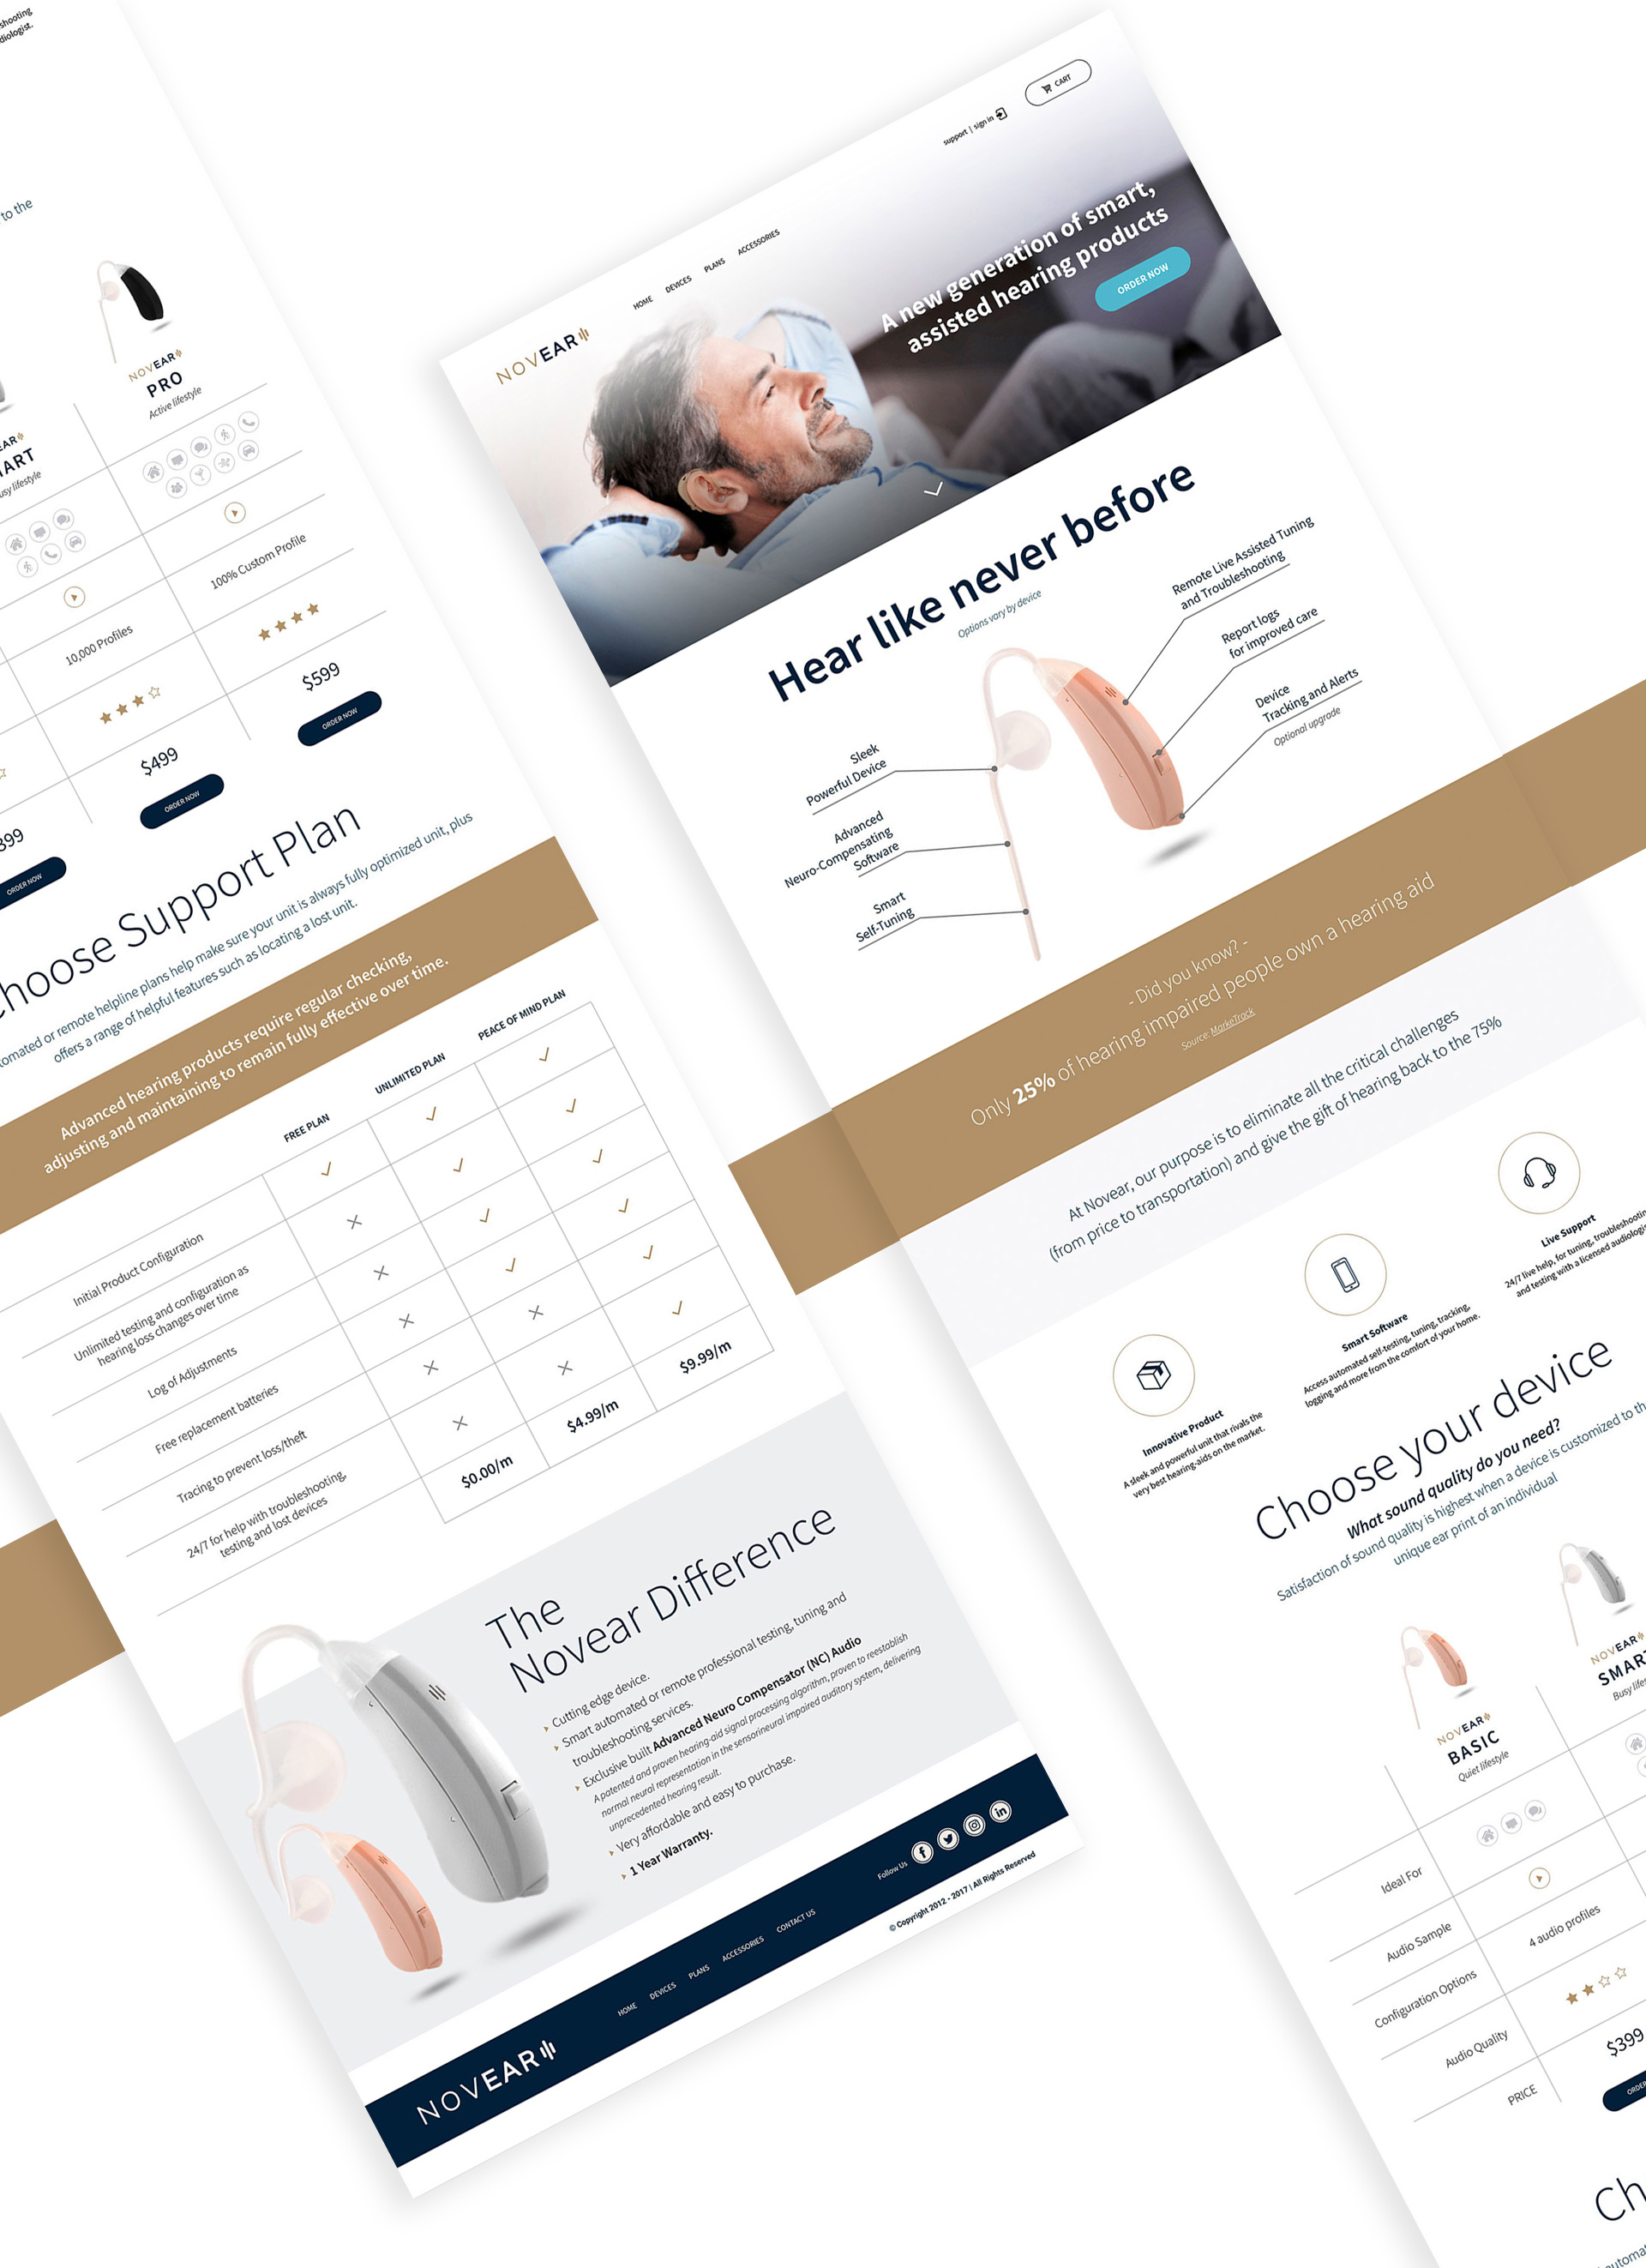 shooting
diologist.
to the
NOVEAR
PRO
Active lifestyle
EAR
ART
usy lifestyle
100% Custom Profile
10,000 Profiles
$599
ORDER NOW
$499
ORDER NOW
399
ORDER NOW
hoose Support Plan
tomated or remote helpline plans help make sure your unit is always fully optimized unit, plus
offers a range of helpful features such as locating a lost unit.
Advanced hearing products require regular checking,
adjusting and maintaining to remain fully effective over time.
FREE PLAN
UNLIMITED PLAN
PEACE OF MIND PLAN
Initial Product Configuration
Unlimited testing and configuration as
hearing loss changes over time
Log of Adjustments
Free replacement batteries
Tracing to prevent loss/theft
24/7 for help with troubleshooting,
testing and lost devices
$0.00/m
$4.99/m
$9.99/m
The
Novear Difference
Cutting edge device.
Smart automated or remote professional testing, tuning and
troubleshooting services.
Exclusive built Advanced Neuro Compensator (NC) Audio
A patented and proven hearing-aid signal processing algorithm, proven to reestablish
normal neural representation in the sensorineural impaired auditory system, delivering
unprecedented hearing result.
Very affordable and easy to purchase.
1 Year Warranty.
NOVEAR
HOME
DEVICES
PLANS
ACCESSORIES
CONTACT US
Follow Us
© Copyright 2012 - 2017 | All Rights Reserved
support | sign in
CART
NOVEAR
HOME
DEVICES
PLANS
ACCESSORIES
A new generation of smart,
assisted hearing products
ORDER NOW
Hear like never before
Options vary by device
Sleek
Powerful Device
Advanced
Neuro-Compensating
Software
Smart
Self-Tuning
Remote Live Assisted Tuning
and Troubleshooting
Report logs
for improved care
Device
Tracking and Alerts
Optional upgrade
- Did you know? -
Only 25% of hearing impaired people own a hearing aid
Source: MarkeTrack
At Novear, our purpose is to eliminate all the critical challenges
(from price to transportation) and give the gift of hearing back to the 75%
Innovative Product
A sleek and powerful unit that rivals the
very best hearing-aids on the market.
Smart Software
Access automated self-testing, tuning, tracking,
logging and more from the comfort of your home.
Live Support
24/7 live help, for tuning, troubleshooting
and testing with a licensed audiologis
Choose your device
What sound quality do you need?
Satisfaction of sound quality is highest when a device is customized to th
unique ear print of an individual
NOVEAR
BASIC
Quiet lifestyle
NOVEAR
SMAR
Busy life
Ideal For
Audio Sample
Configuration Options
4 audio profiles
Audio Quality
PRICE
$399
ORDER
Ch
automa